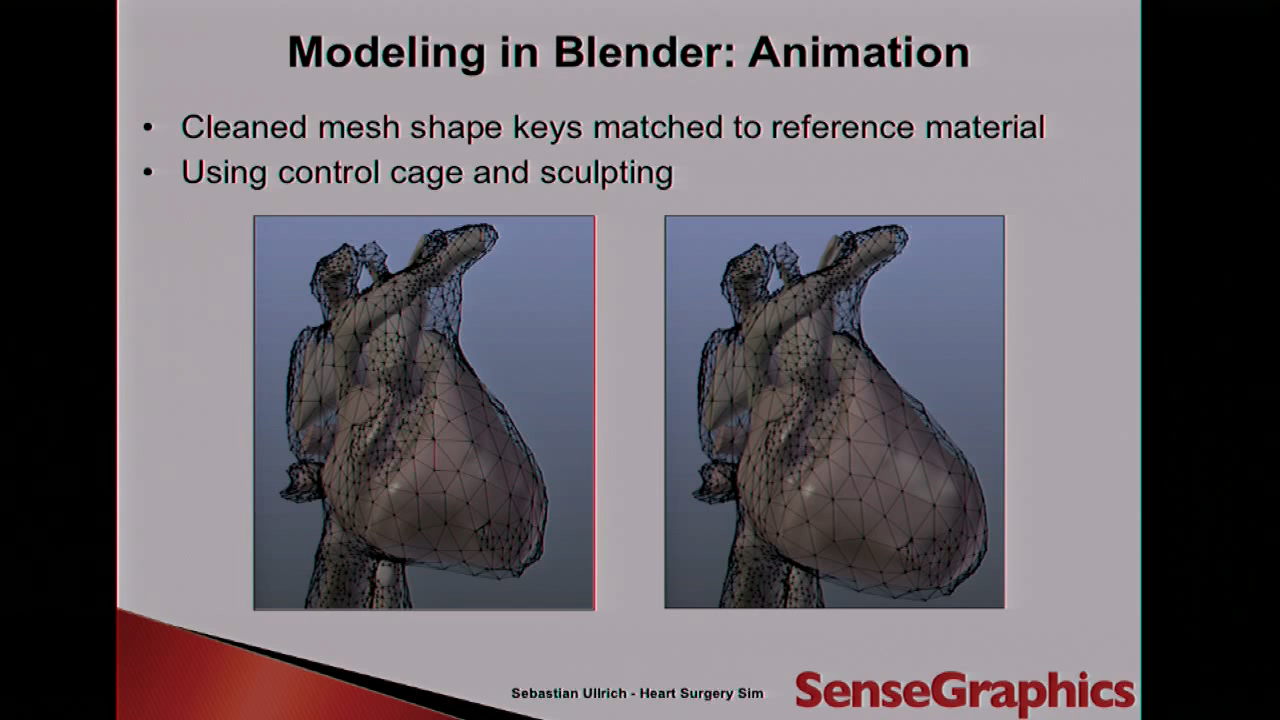 Modeling in Blender: Animation
• Cleaned mesh shape keys matched to reference material
• Using control cage and sculpting
Sebastian Ullrich - Heart Surgery Sim
SenseGraphics